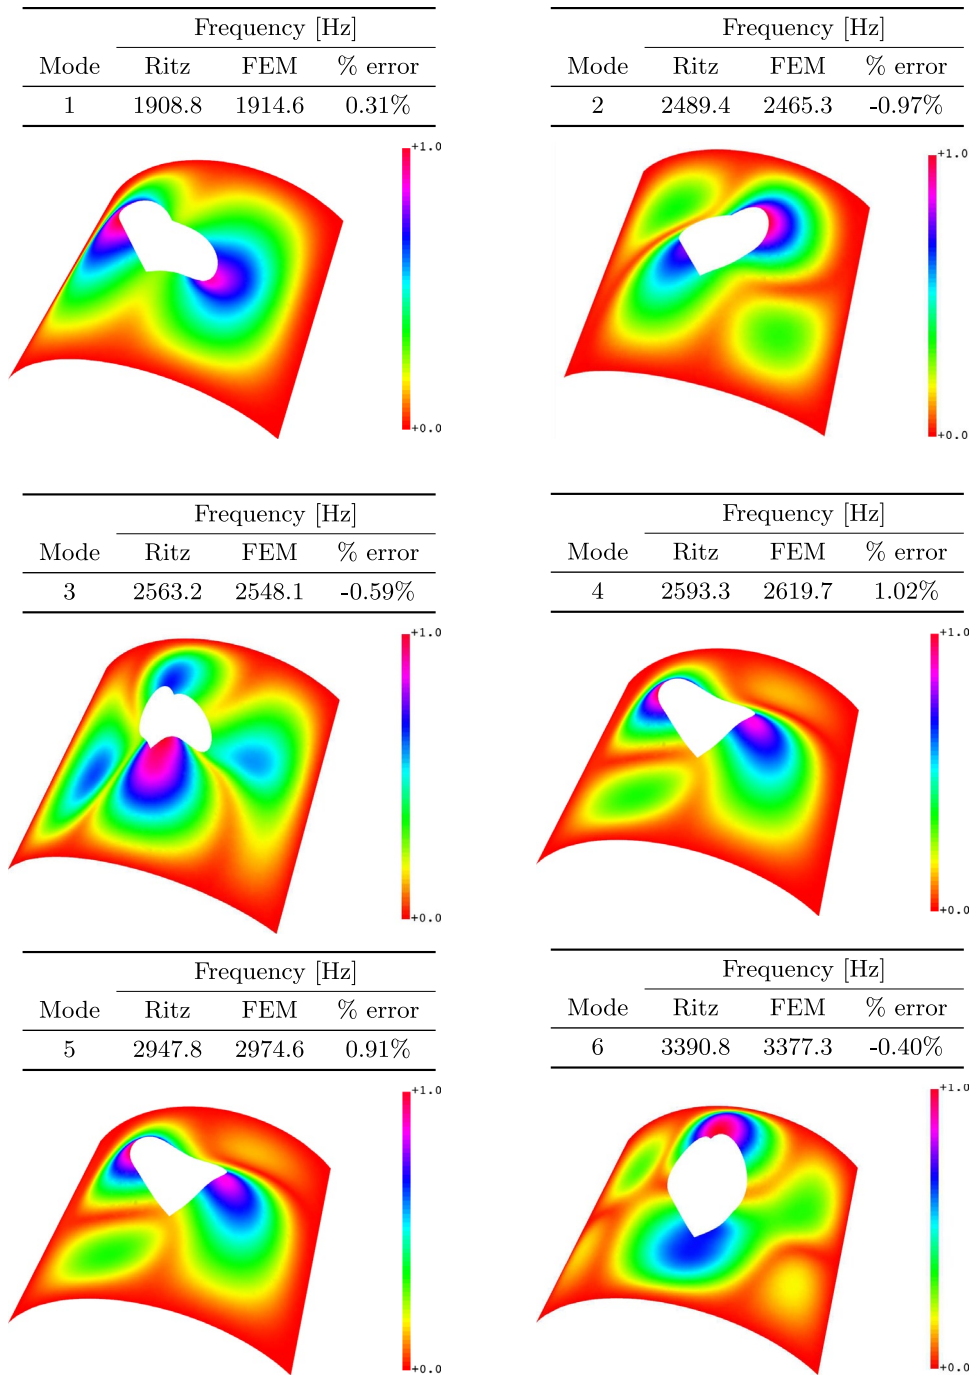 Frequency [Hz]
Mode Ritz FEM % error
1 1908.8 1914.6 0.31%
+1.0
+0.0
Frequency [Hz]
Mode Ritz FEM % error
2 2489.4 2465.3 -0.97%
+1.0
+0.0
Frequency [Hz]
Mode Ritz FEM % error
3 2563.2 2548.1 -0.59%
+1.0
+0.0
Frequency [Hz]
Mode Ritz FEM % error
4 2593.3 2619.7 1.02%
+1.0
+0.0
Frequency [Hz]
Mode Ritz FEM % error
5 2947.8 2974.6 0.91%
+1.0
+0.0
Frequency [Hz]
Mode Ritz FEM % error
6 3390.8 3377.3 -0.40%
+1.0
+0.0